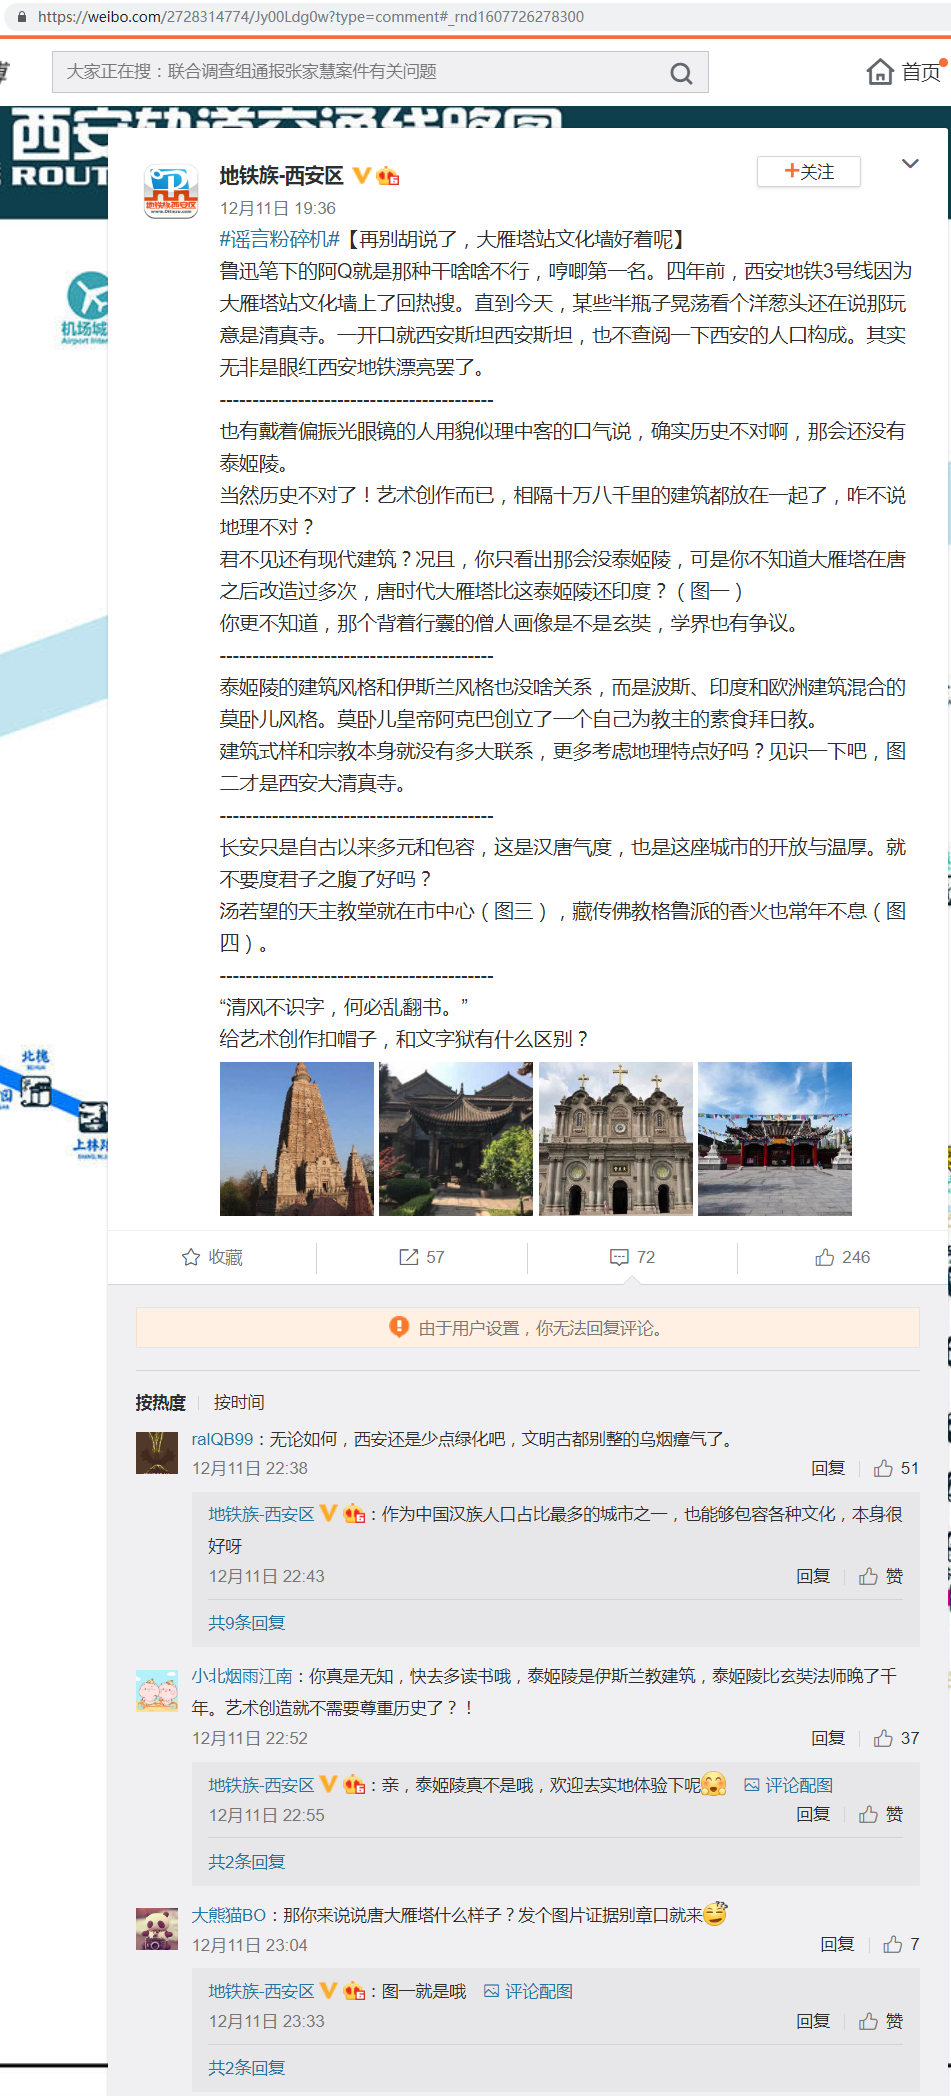 https://weibo.com/2728314774/Jy00Ldg0w?type=comment#_rnd1607726278300
大家正在搜：联合调查组通报张家慧案件有关问题
首页
西安轨道交通线路图
ROUT
机场城
Airport Inter
地铁族-西安区
关注
12月11日 19:36
#谣言粉碎机#【再别胡说了，大雁塔站文化墙好着呢】
鲁迅笔下的阿Q就是那种干啥啥不行，哼唧第一名。四年前，西安地铁3号线因为
大雁塔站文化墙上了回热搜。直到今天，某些半瓶子晃荡看个洋葱头还在说那玩
意是清真寺。一开口就西安斯坦西安斯坦，也不查阅一下西安的人口构成。其实
无非是眼红西安地铁漂亮罢了。
------------------------------------------
也有戴着偏振光眼镜的人用貌似理中客的口气说，确实历史不对啊，那会还没有
泰姬陵。
当然历史不对了！艺术创作而已，相隔十万八千里的建筑都放在一起了，咋不说
地理不对？
君不见还有现代建筑？况且，你只看出那会没泰姬陵，可是你不知道大雁塔在唐
之后改造过多次，唐时代大雁塔比这泰姬陵还印度？（图一）
你更不知道，那个背着行囊的僧人画像是不是玄奘，学界也有争议。
------------------------------------------
泰姬陵的建筑风格和伊斯兰风格也没啥关系，而是波斯、印度和欧洲建筑混合的
莫卧儿风格。莫卧儿皇帝阿克巴创立了一个自己为教主的素食拜日教。
建筑式样和宗教本身就没有多大联系，更多考虑地理特点好吗？见识一下吧，图
二才是西安大清真寺。
------------------------------------------
长安只是自古以来多元和包容，这是汉唐气度，也是这座城市的开放与温厚。就
不要度君子之腹了好吗？
汤若望的天主教堂就在市中心（图三），藏传佛教格鲁派的香火也常年不息（图
四）。
------------------------------------------
“清风不识字，何必乱翻书。”
给艺术创作扣帽子，和文字狱有什么区别？
北槐
上林路
收藏
57
72
246
由于用户设置，你无法回复评论。
按热度 按时间
ralQB99：无论如何，西安还是少点绿化吧，文明古都别整的乌烟瘴气了。
12月11日 22:38
回复 51
地铁族-西安区：作为中国汉族人口占比最多的城市之一，也能够包容各种文化，本身很
好呀
12月11日 22:43
回复 赞
共9条回复
小北烟雨江南：你真是无知，快去多读书哦，泰姬陵是伊斯兰教建筑，泰姬陵比玄奘法师晚了千
年。艺术创造就不需要尊重历史了？！
12月11日 22:52
回复 37
地铁族-西安区：亲，泰姬陵真不是哦，欢迎去实地体验下呢 评论配图
12月11日 22:55
回复 赞
共2条回复
大熊猫BO：那你来说说唐大雁塔什么样子？发个图片证据别章口就来
12月11日 23:04
回复 7
地铁族-西安区：图一就是哦 评论配图
12月11日 23:33
回复 赞
共2条回复